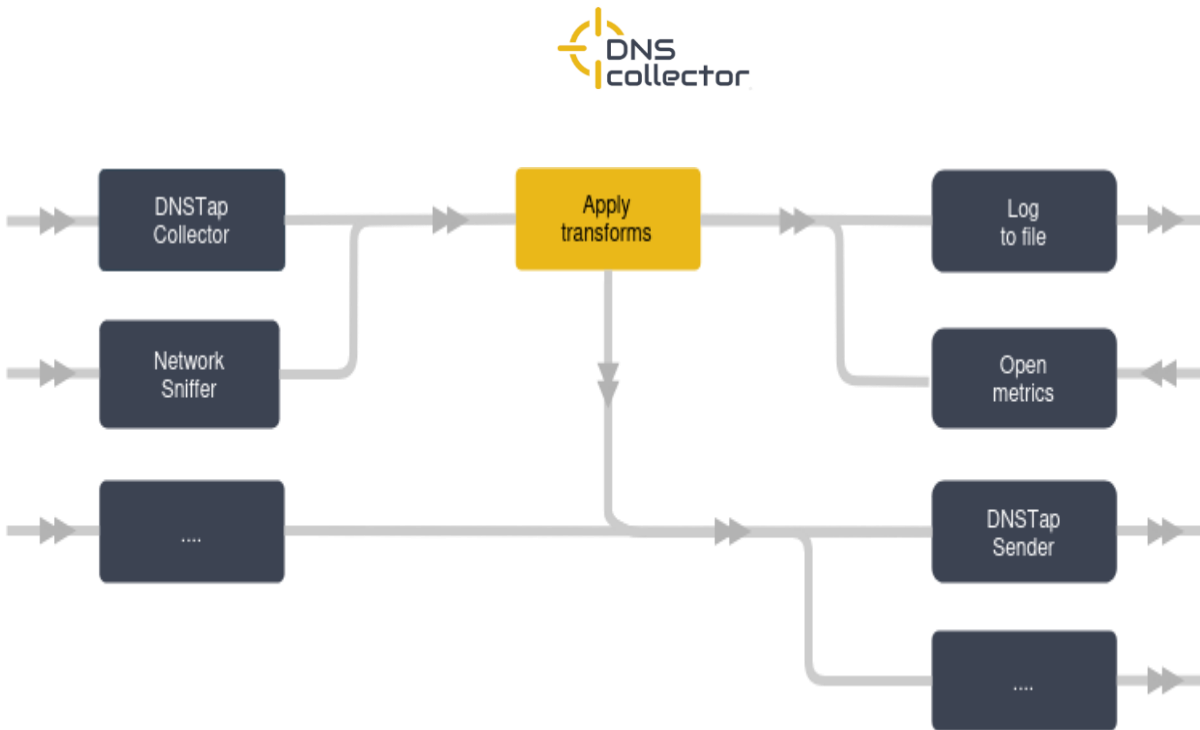 DNS
collector
DNSTap
Collector
Apply
transforms
Log
to file
Network
Sniffer
Open
metrics
....
DNSTap
Sender
....